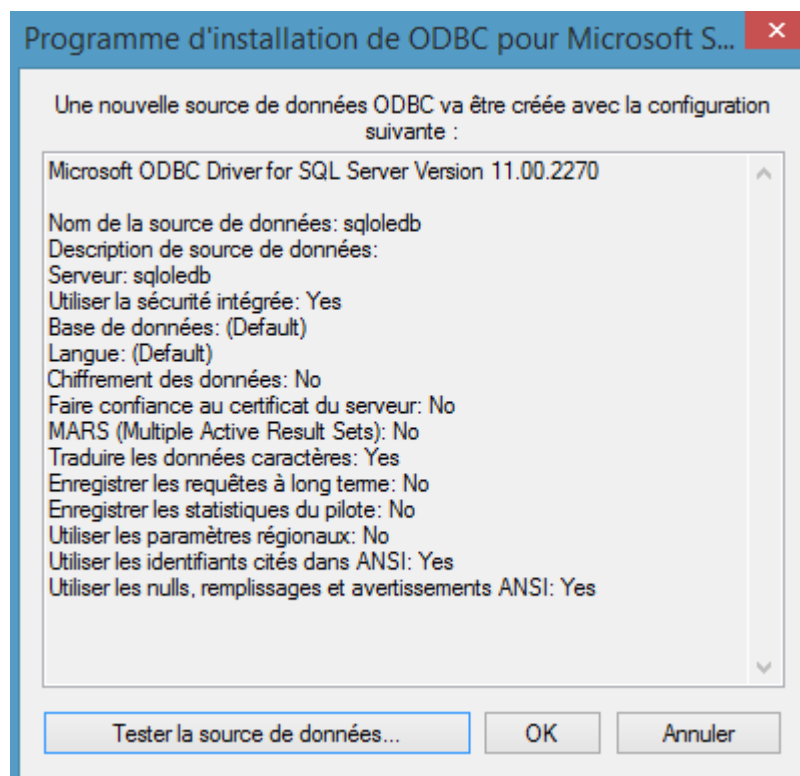 Programme d'installation de ODBC pour Microsoft S...
Une nouvelle source de données ODBC va être créée avec la configuration
suivante :
Microsoft ODBC Driver for SQL Server Version 11.00.2270
Nom de la source de données: sqloledb
Description de source de données:
Serveur: sqloledb
Utiliser la sécurité intégrée: Yes
Base de données: (Default)
Langue: (Default)
Chiffrement des données: No
Faire confiance au certificat du serveur: No
MARS (Multiple Active Result Sets): No
Traduire les données caractères: Yes
Enregistrer les requêtes à long terme: No
Enregistrer les statistiques du pilote: No
Utiliser les paramètres régionaux: No
Utiliser les identifiants cités dans ANSI: Yes
Utiliser les nulls, remplissages et avertissements ANSI: Yes
Tester la source de données... OK Annuler